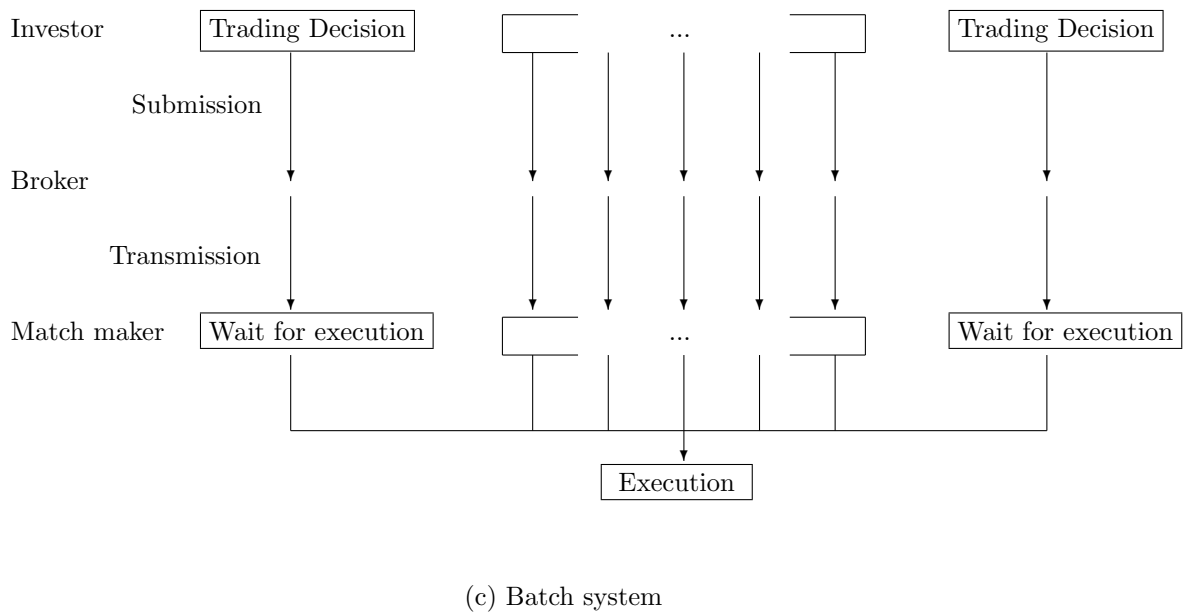 Investor Trading Decision ... Trading Decision
Submission
Broker
Transmission
Match maker Wait for execution ... Wait for execution
Execution
(c) Batch system